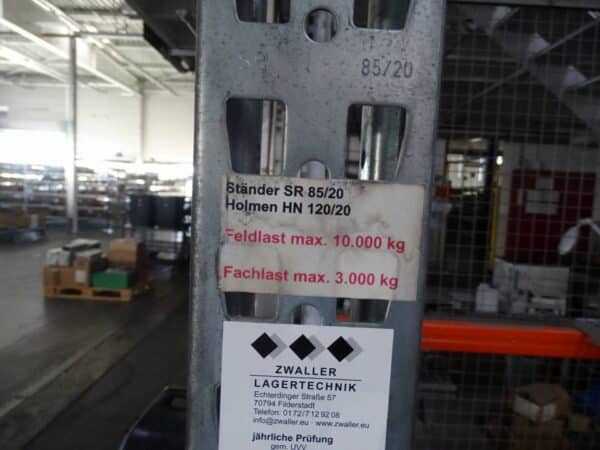 85/20
Ständer SR 85/20
Holmen HN 120/20
Feldlast max. 10.000 kg
Fachlast max. 3.000 kg
ZWALLER
LAGERTECHNIK
Echterdinger Straße 57
70794 Filderstadt
Telefon: 0172/7 12 92 08
info@zwaller.eu · www.zwaller.eu
jährliche Prüfung
gem. UVV